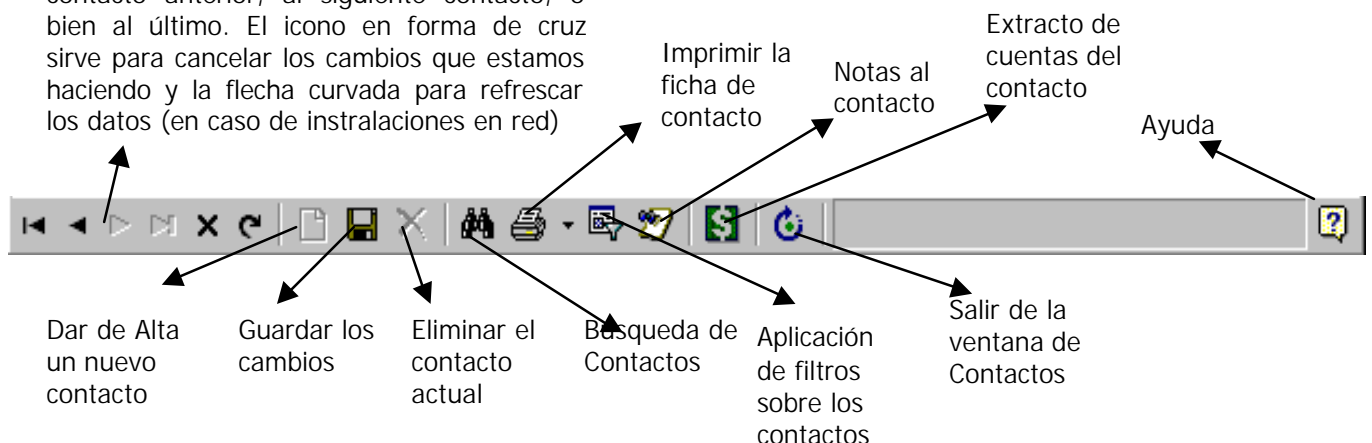 contacto anterior, al siguiente contacto, o
bien al último. El icono en forma de cruz
sirve para cancelar los cambios que estamos
haciendo y la flecha curvada para refrescar
los datos (en caso de instralaciones en red)
Imprimir la
ficha de
contacto
Notas al
contacto
Extracto de
cuentas del
contacto
Ayuda
Dar de Alta
un nuevo
contacto
Guardar los
cambios
Eliminar el
contacto
actual
Búsqueda de
Contactos
Aplicación
de filtros
sobre los
contactos
Salir de la
ventana de
Contactos